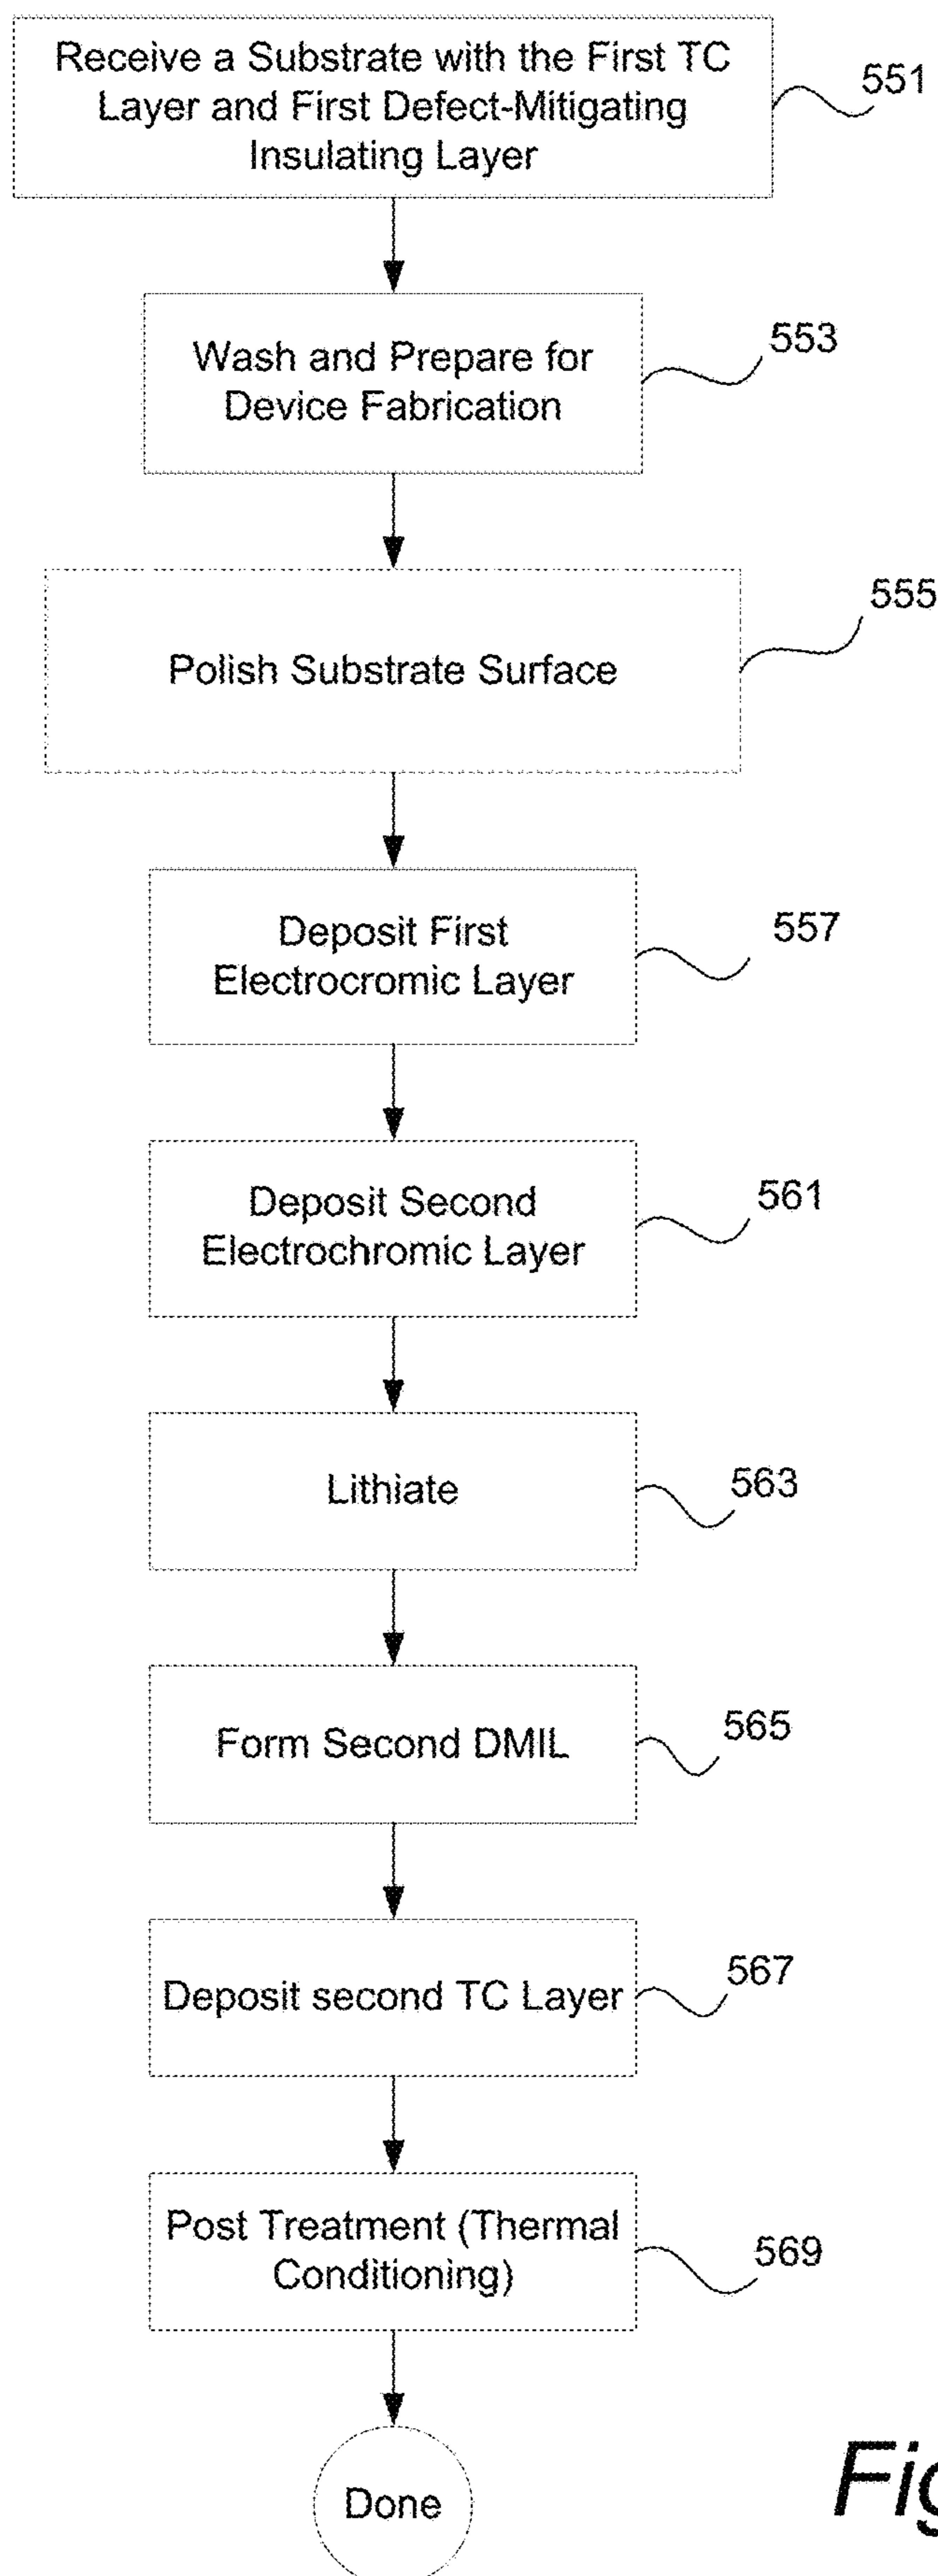 Receive a Substrate with the First TC
Layer and First Defect-Mitigating
Insulating Layer
551
Wash and Prepare for
Device Fabrication
553
Polish Substrate Surface
555
Deposit First
Electrocromic Layer
557
Deposit Second
Electrochromic Layer
561
Lithiate
563
Form Second DMIL
565
Deposit second TC Layer
567
Post Treatment (Thermal
Conditioning)
569
Done
Fig